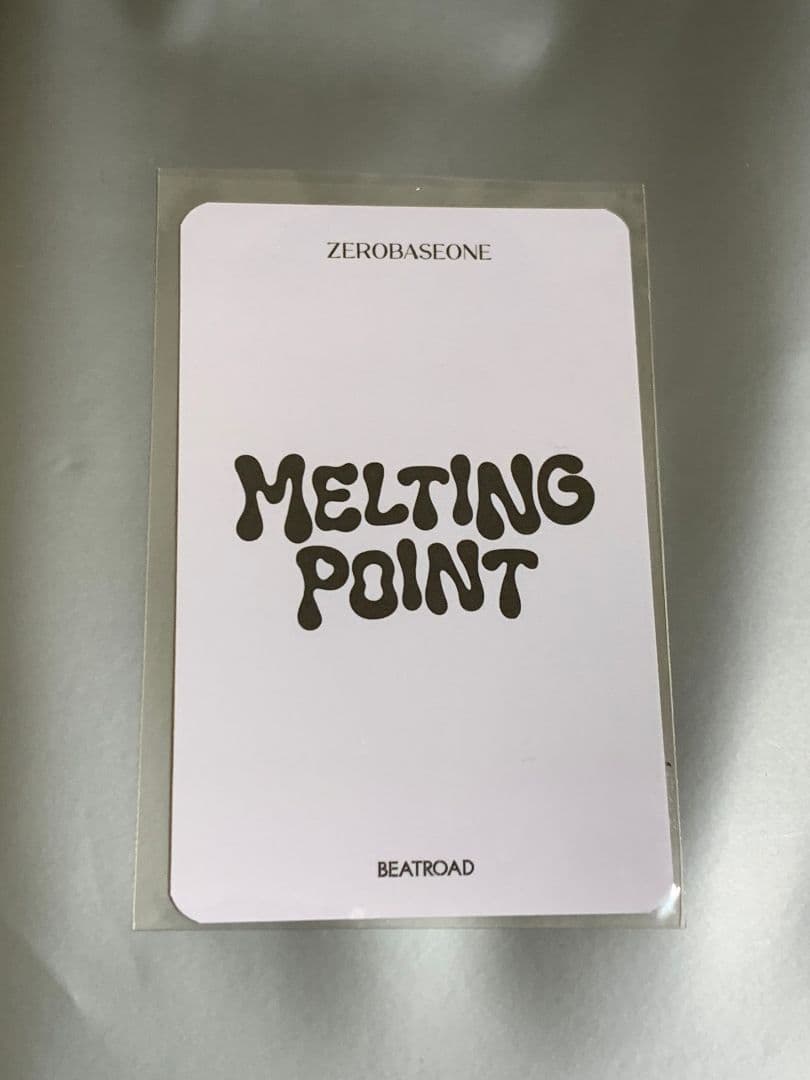 ZEROBASEONE
MELTING
POINT
BEATROAD